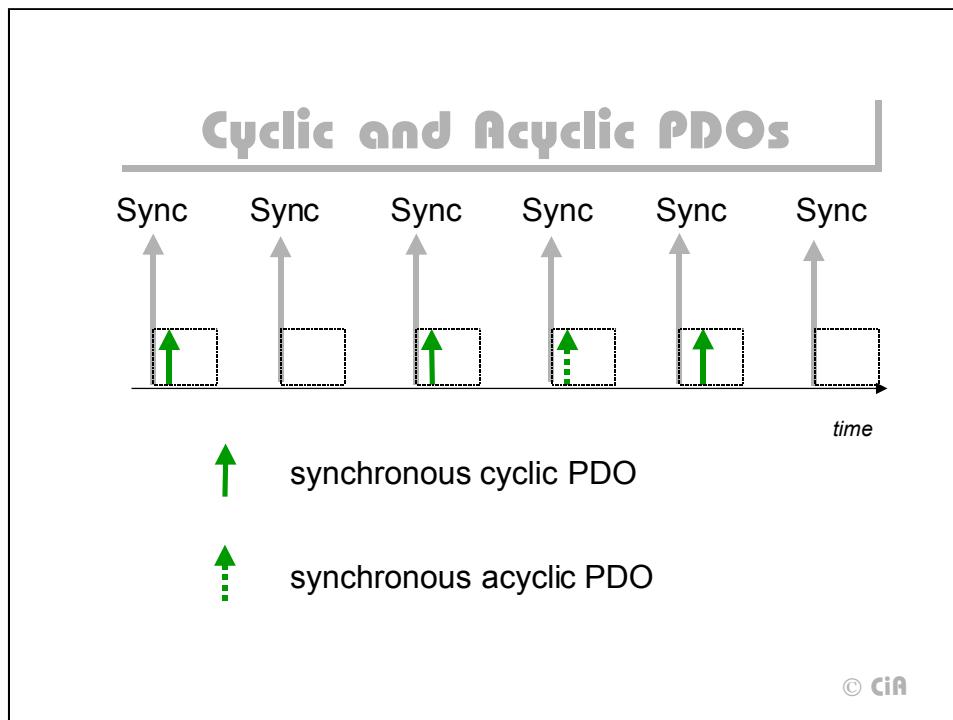 Cyclic and Acyclic PDOs
Sync Sync Sync Sync Sync Sync
time
synchronous cyclic PDO
synchronous acyclic PDO
© CiA